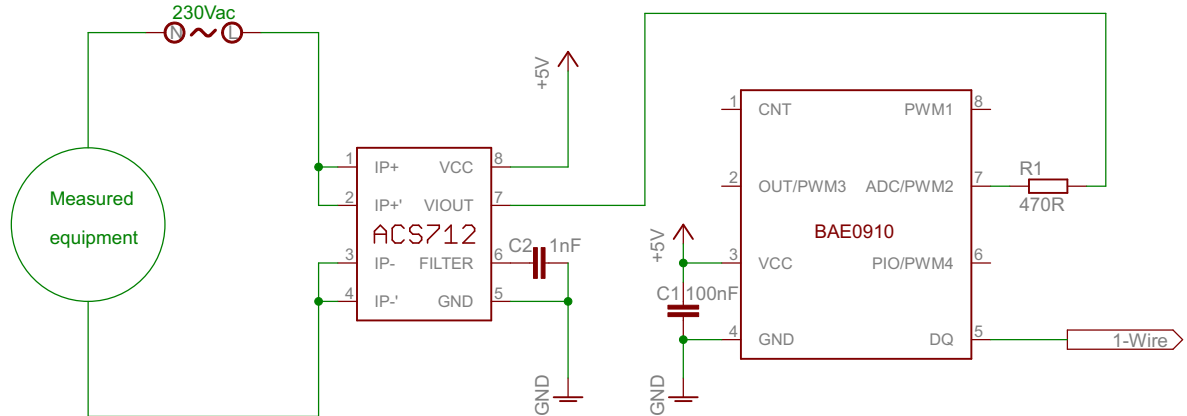 230Vac
N L
Measured
equipment
+5V
1 IP+ VCC 8
2 IP+' VIOUT 7
ACS712
3 IP- FILTER 6
4 IP-' GND 5
C2 1nF
GND
+5V
C1 100nF
GND
1 CNT PWM1 8
2 OUT/PWM3 ADC/PWM2 7
BAE0910
3 VCC PIO/PWM4 6
4 GND DQ 5
R1
470R
1-Wire